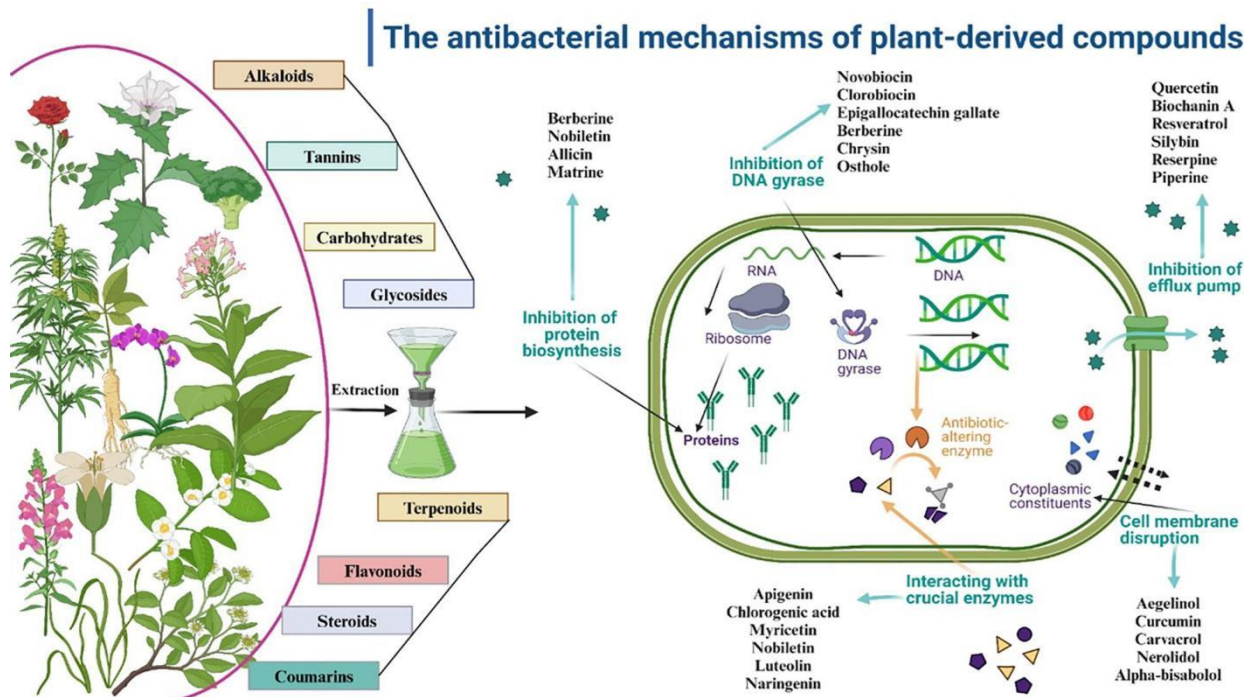 The antibacterial mechanisms of plant-derived compounds
Alkaloids
Tannins
Carbohydrates
Glycosides
Extraction
Terpenoids
Flavonoids
Steroids
Coumarins
Berberine
Nobiletin
Allicin
Matrine
Inhibition of
protein
biosynthesis
Novobiocin
Clorobiocin
Epigallocatechin gallate
Berberine
Chrysin
Osthole
Inhibition of
DNA gyrase
Quercetin
Biochanin A
Resveratrol
Silybin
Reserpine
Piperine
Inhibition of
efflux pump
RNA
DNA
Ribosome
DNA
gyrase
Proteins
Antibiotic-
altering
enzyme
Cytoplasmic
constituents
Cell membrane
disruption
Interacting with
crucial enzymes
Apigenin
Chlorogenic acid
Myricetin
Nobiletin
Luteolin
Naringenin
Aegelinol
Curcumin
Carvacrol
Nerolidol
Alpha-bisabolol